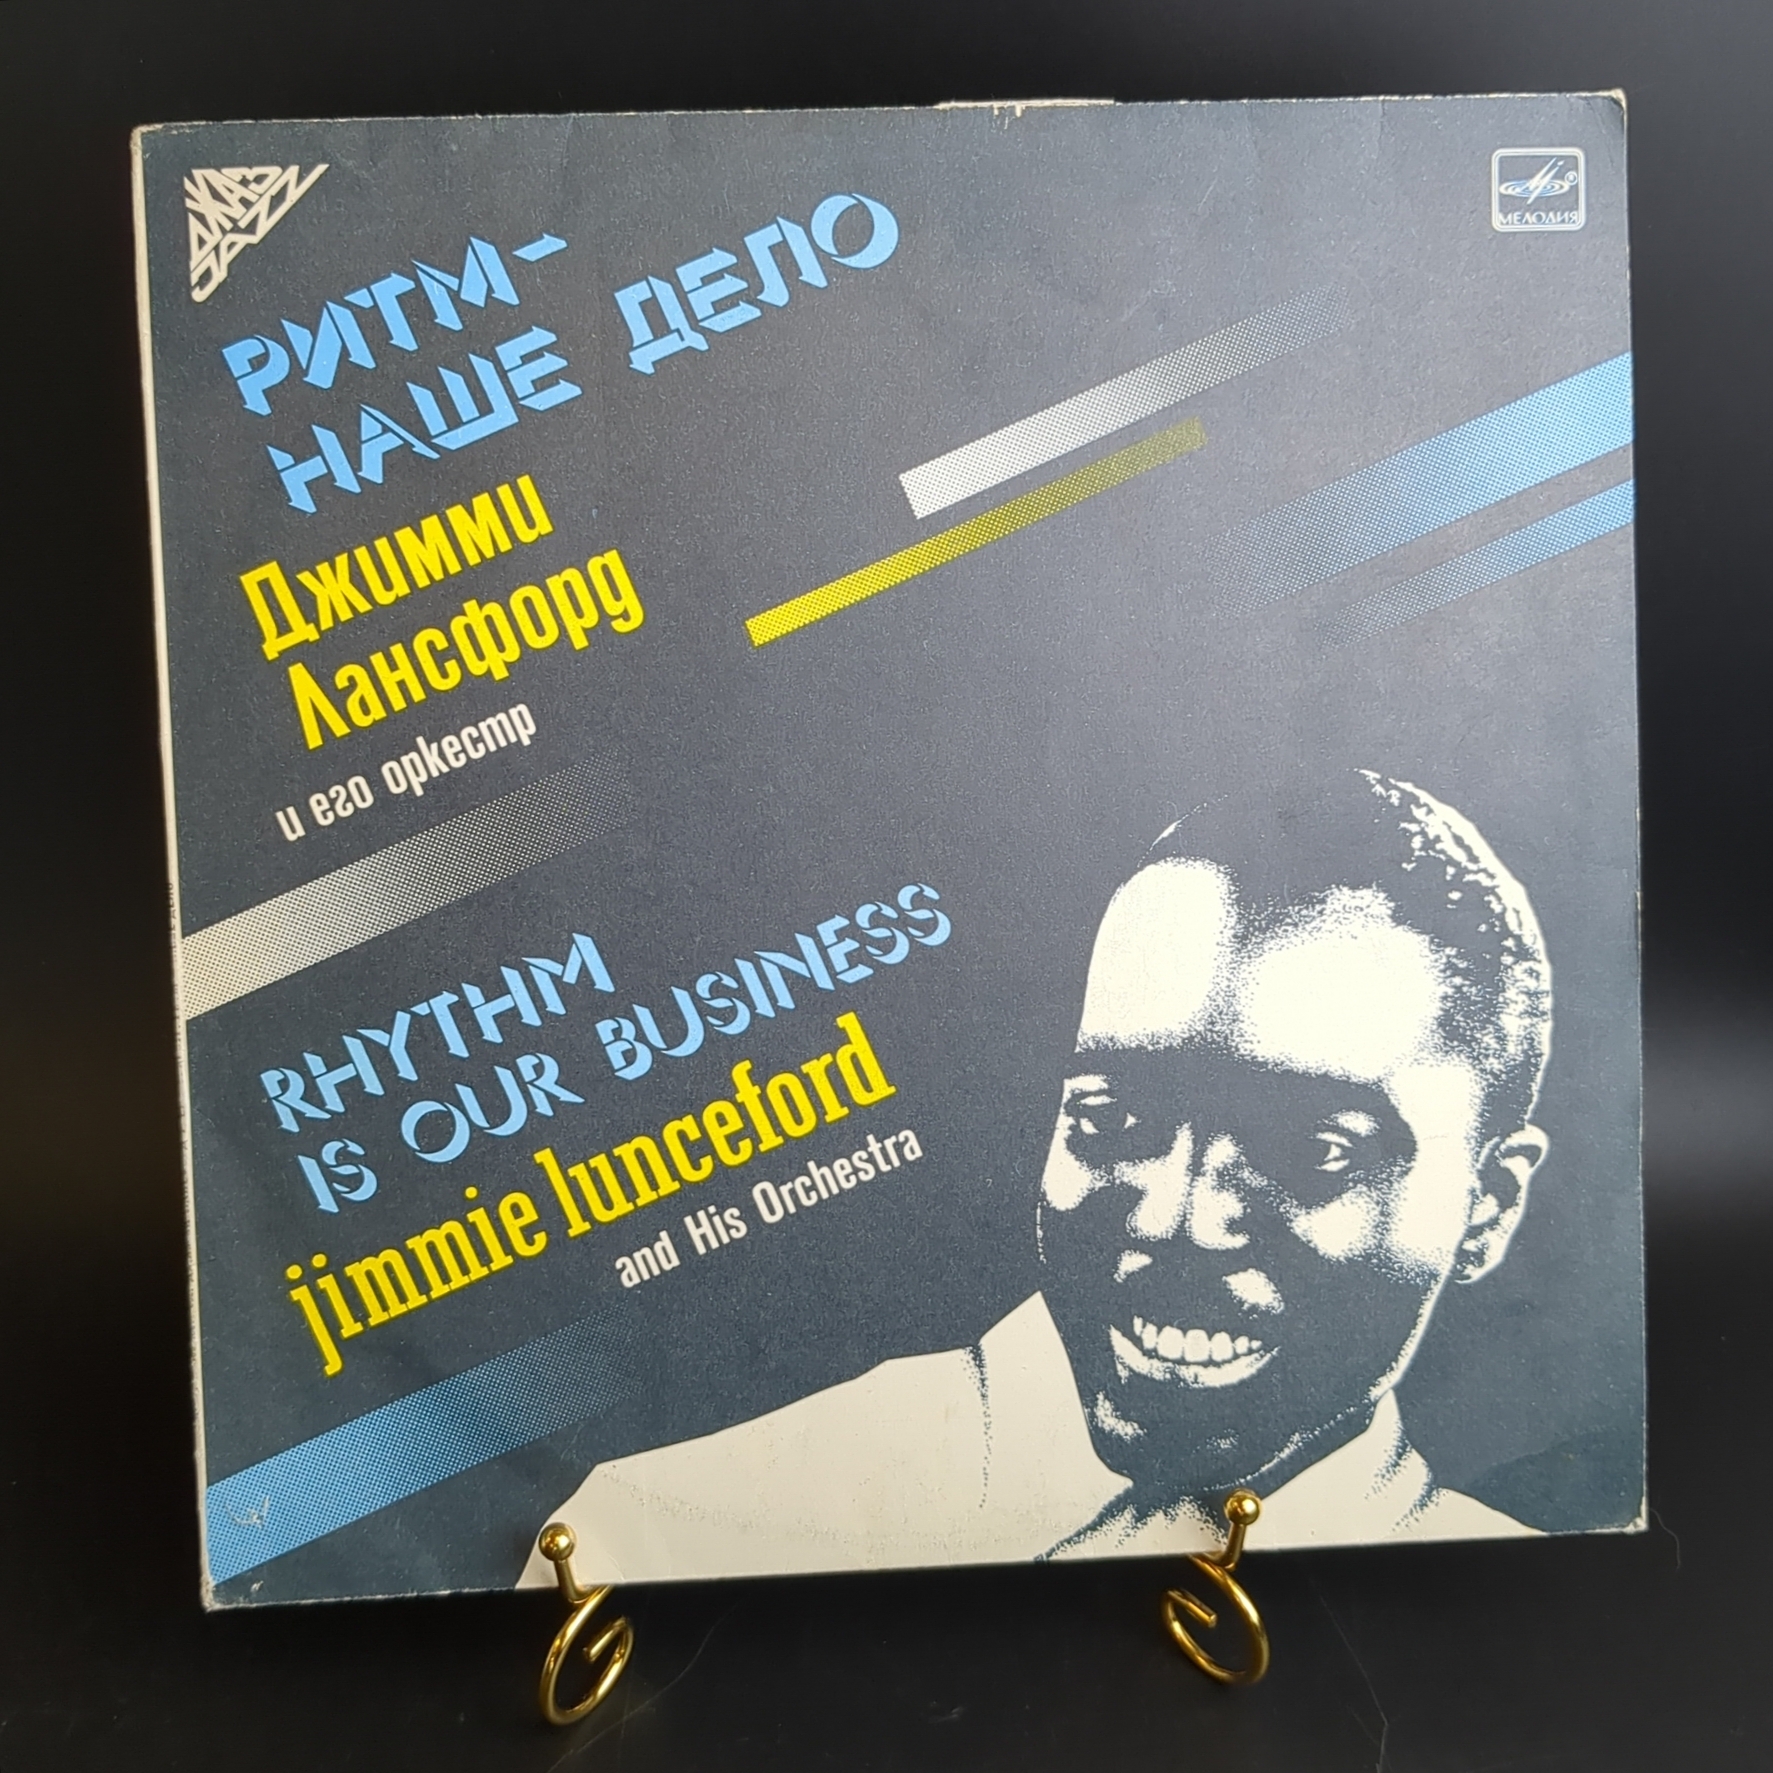 ДЖАЗ
JAZZ
МЕЛОДИЯ
РИТМ-
НАШЕ ДЕЛО
Джимми
Лансфорд
и его оркестр
RHYTHM
IS OUR BUSINESS
jimmie lunceford
and His Orchestra